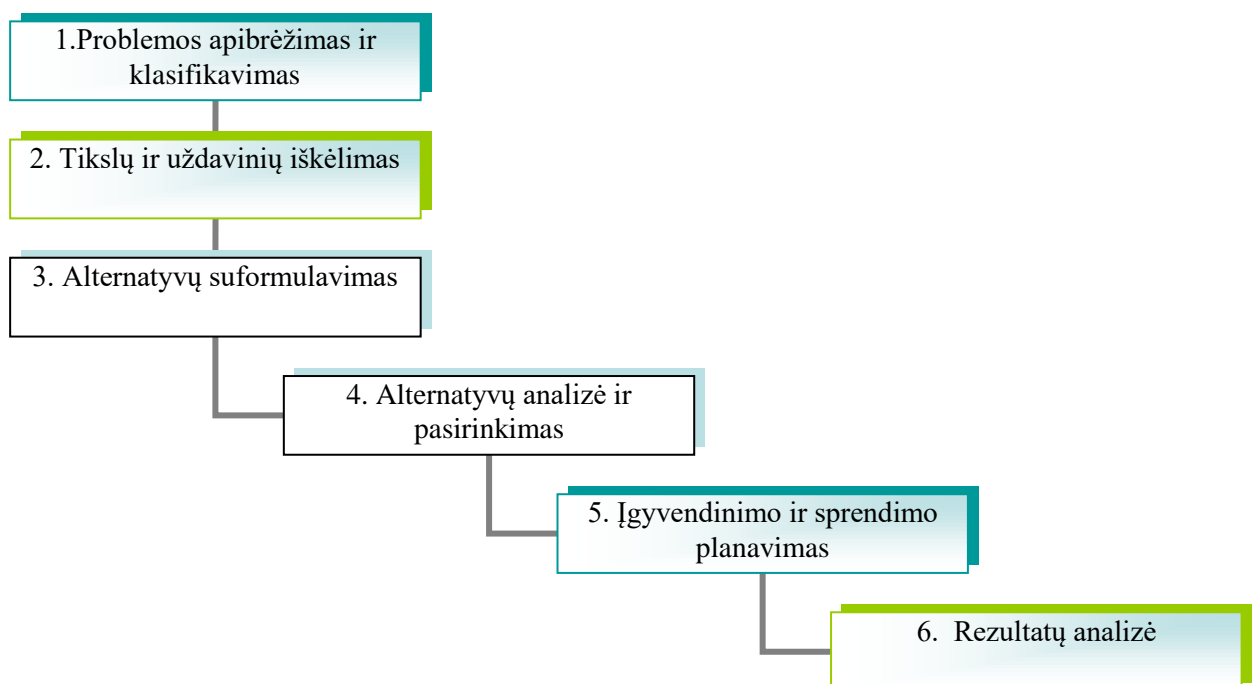 1.Problemos apibrėžimas ir
klasifikavimas
2. Tikslų ir uždavinių iškėlimas
3. Alternatyvų suformulavimas
4. Alternatyvų analizė ir
pasirinkimas
5. Įgyvendinimo ir sprendimo
planavimas
6. Rezultatų analizė